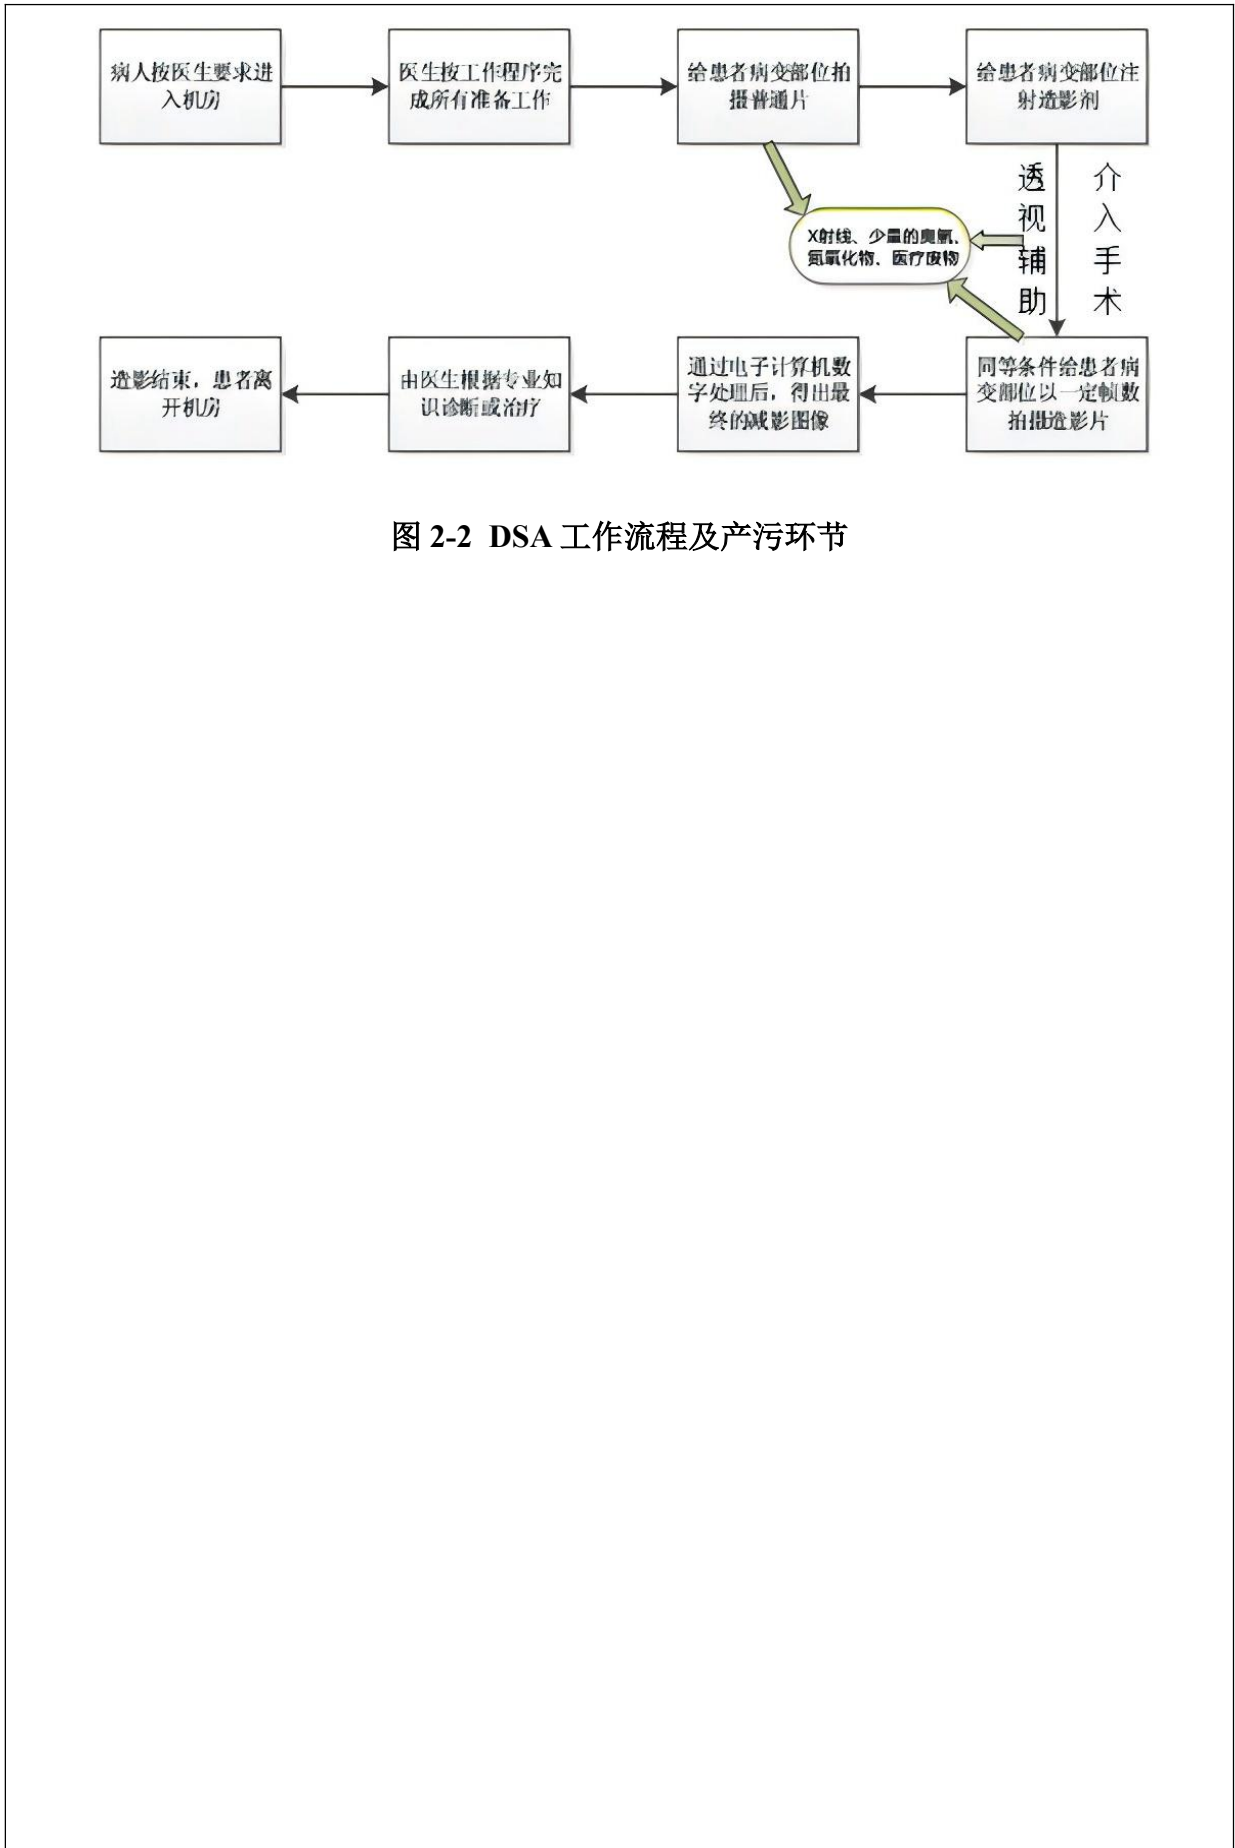 病人按医生要求进
入机房
医生按工作程序完
成所有准备工作
给患者病变部位拍
摄普通片
给患者病变部位注
射造影剂
透视辅助
介入手术
X射线、少量的臭氧、
氮氧化物、医疗废物
同等条件给患者病
变部位以一定帧数
拍摄造影片
通过电子计算机数
字处理后，得出最
终的减影图像
由医生根据专业知
识诊断或治疗
造影结束，患者离
开机房
图 2-2 DSA 工作流程及产污环节